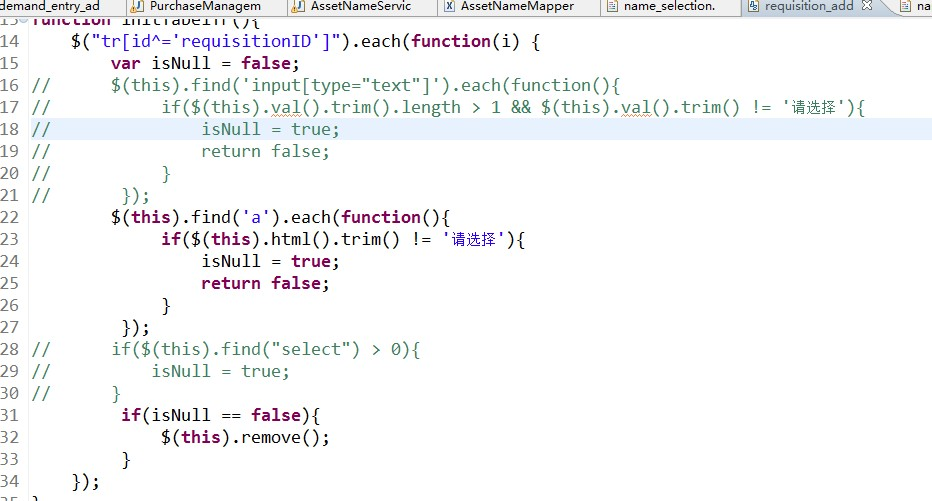 demand_entry_ad PurchaseManagem AssetNameServic AssetNameMapper name_selection. requisition_add na
14 $("tr[id^='requisitionID']").each(function(i) {
15 var isNull = false;
16 // $(this).find('input[type="text"]').each(function(){
17 // if($(this).val().trim().length > 1 && $(this).val().trim() != '请选择'){
18 // isNull = true;
19 // return false;
20 // }
21 // });
22 $(this).find('a').each(function(){
23 if($(this).html().trim() != '请选择'){
24 isNull = true;
25 return false;
26 }
27 });
28 // if($(this).find("select") > 0){
29 // isNull = true;
30 // }
31 if(isNull == false){
32 $(this).remove();
33 }
34 });